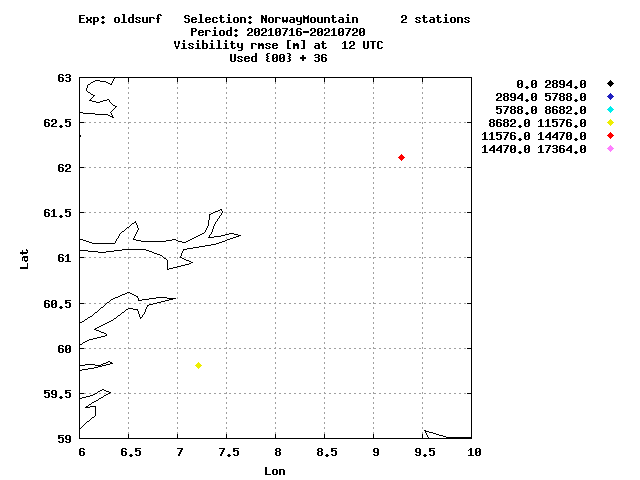 Exp: oldsurf   Selection: NorwayMountain      2 stations
Period: 20210716-20210720
Visibility rmse [m] at  12 UTC
Used {00} + 36
0.0 2894.0
2894.0 5788.0
5788.0 8682.0
8682.0 11576.0
11576.0 14470.0
14470.0 17364.0
63
62.5
62
61.5
61
60.5
60
59.5
59
Lat
6 6.5 7 7.5 8 8.5 9 9.5 10
Lon